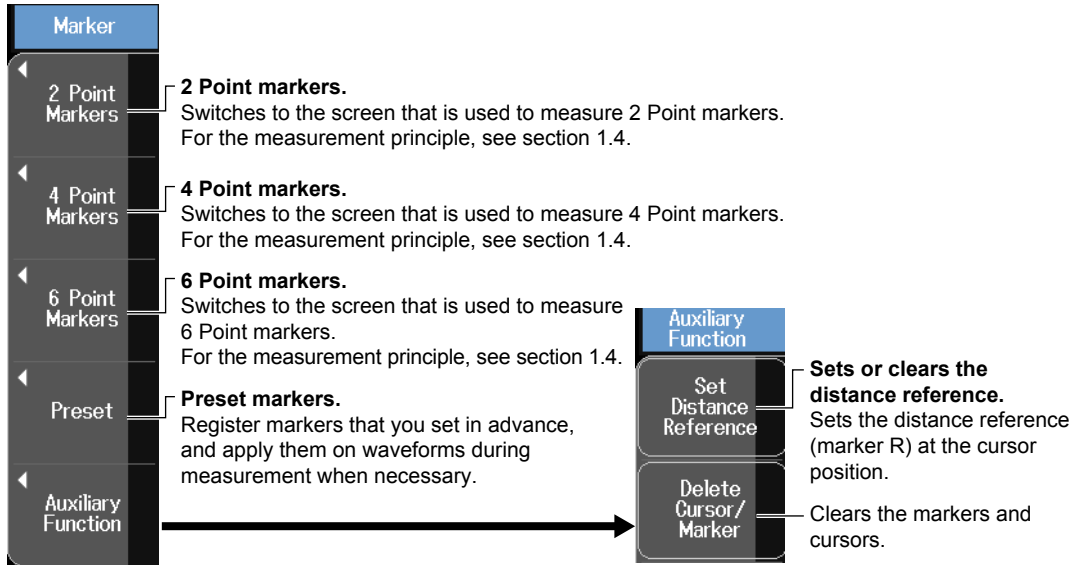 Marker
2 Point
Markers
2 Point markers.
Switches to the screen that is used to measure 2 Point markers.
For the measurement principle, see section 1.4.
4 Point
Markers
4 Point markers.
Switches to the screen that is used to measure 4 Point markers.
For the measurement principle, see section 1.4.
6 Point
Markers
6 Point markers.
Switches to the screen that is used to measure
6 Point markers.
For the measurement principle, see section 1.4.
Preset
Preset markers.
Register markers that you set in advance,
and apply them on waveforms during
measurement when necessary.
Auxiliary
Function
Auxiliary
Function
Set
Distance
Reference
Sets or clears the
distance reference.
Sets the distance reference
(marker R) at the cursor
position.
Delete
Cursor/
Marker
Clears the markers and
cursors.